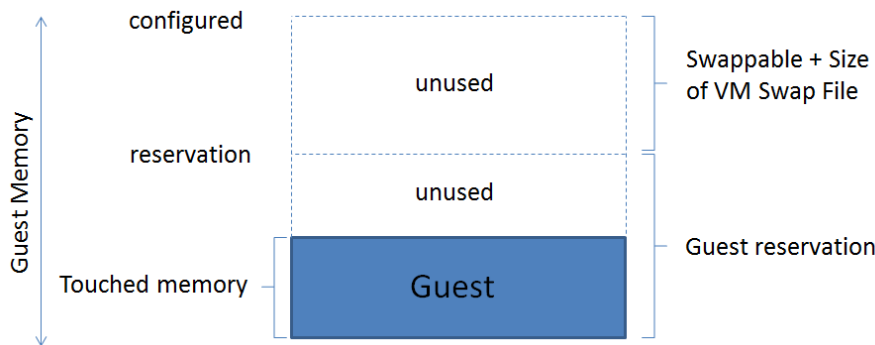 configured
Swappable + Size
of VM Swap File
unused
Guest Memory
reservation
unused
Guest reservation
Touched memory
Guest